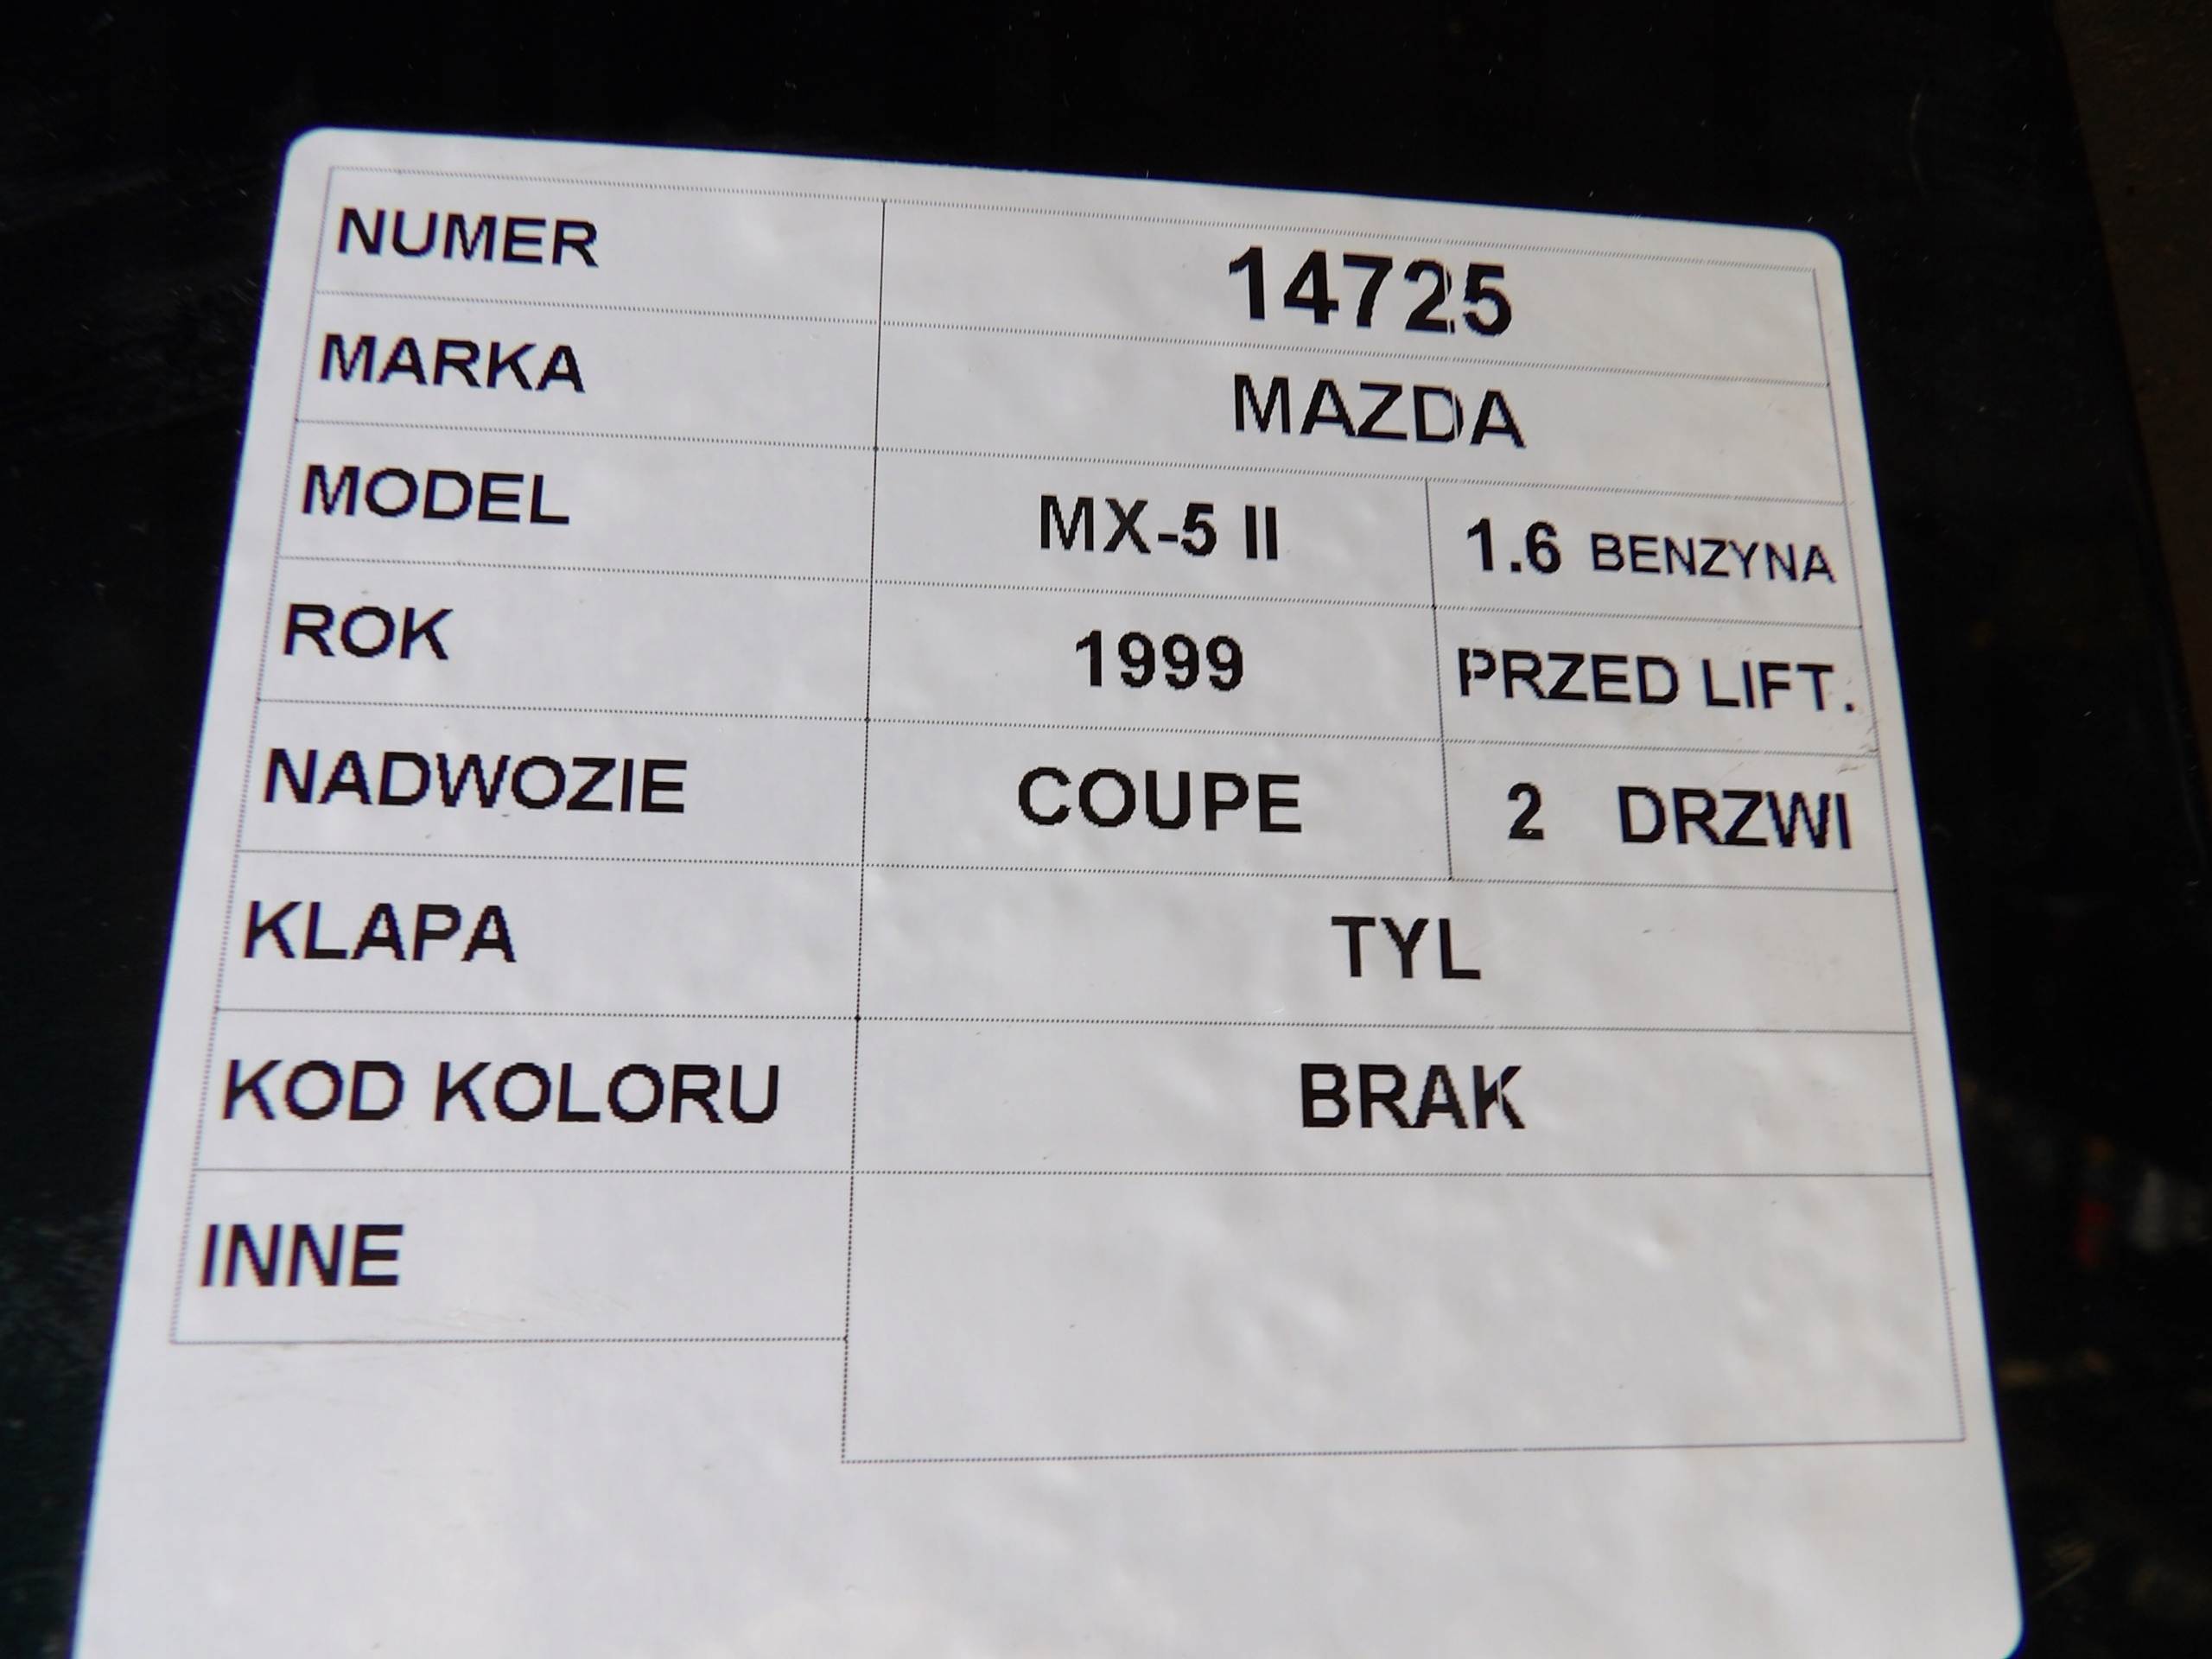 NUMER 14725
MARKA MAZDA
MODEL MX-5 II 1.6 BENZYNA
ROK 1999 PRZED LIFT.
NADWOZIE COUPE 2 DRZWI
KLAPA TYL
KOD KOLORU BRAK
INNE